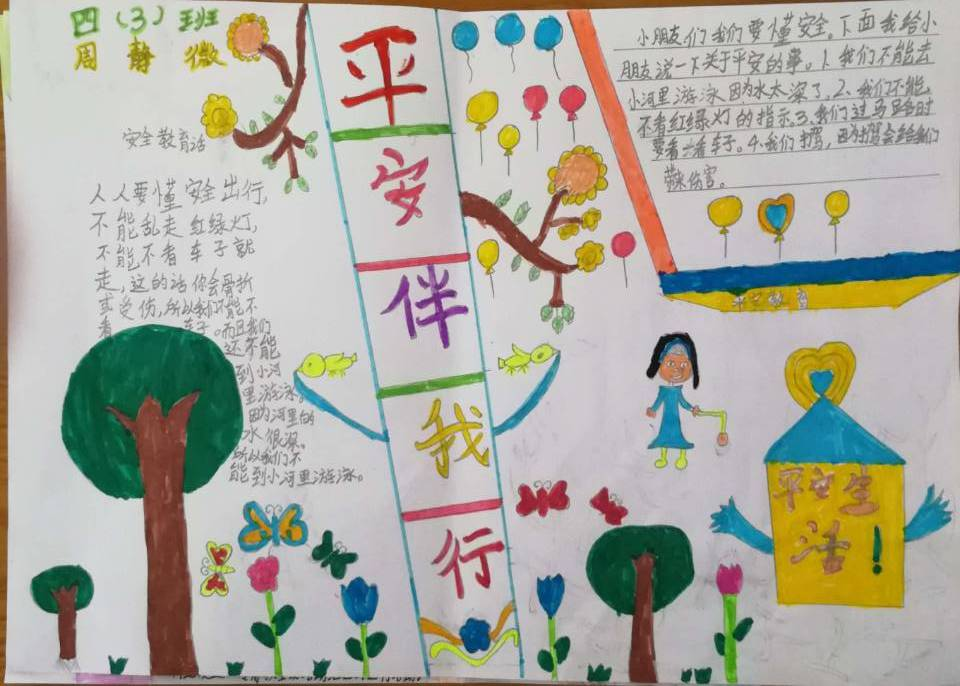 四(3)班
周静微
平安伴我行
安全教育话
人人要懂安全出行,
不能乱走红绿灯,
不能不看车子就
走,这的话你会骨折
或受伤,所以我们不能不
看车子。而且我们
还不能
到小河
里游泳。
因为河里的
水很深。
所以我们不
能到小河里游泳。
小朋友们我们要懂安全。下面我给小
朋友说一下关于平安的事。1、我们不能去
小河里游泳因为水太深了。2、我们不能
不看红绿灯的指示。3、我们过马路时
要看一看车子。4、我们打骂,因为打骂会给我们
带来伤害。
平安生
活!